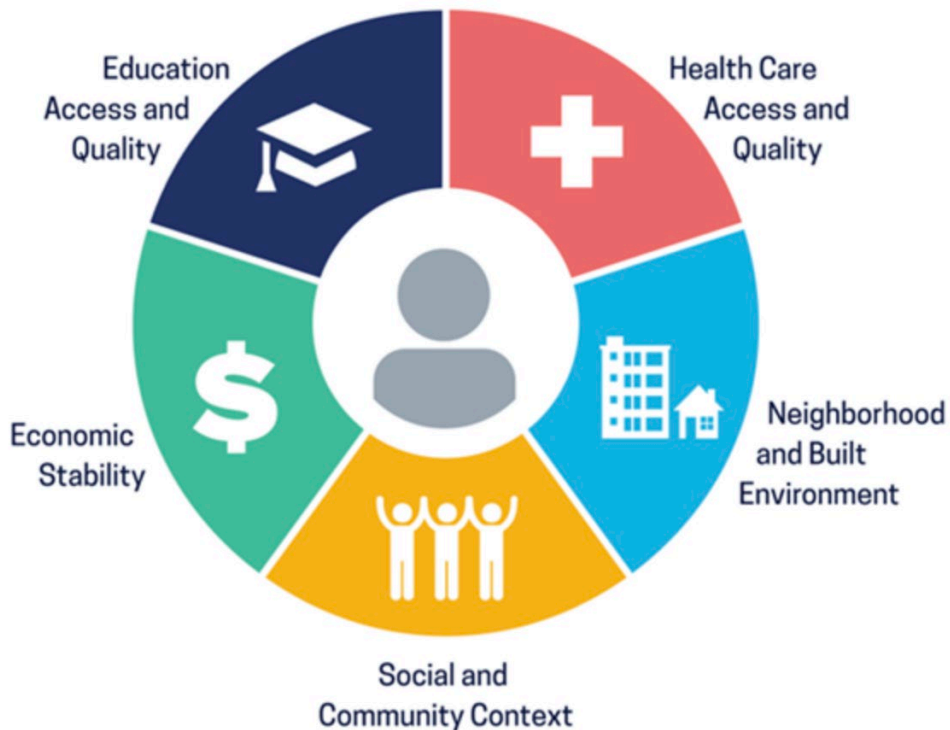 Education
Access and
Quality
Health Care
Access and
Quality
Economic
Stability
Neighborhood
and Built
Environment
Social and
Community Context